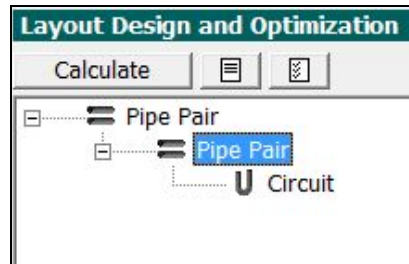 Layout Design and Optimization
Calculate
Pipe Pair
Pipe Pair
Circuit